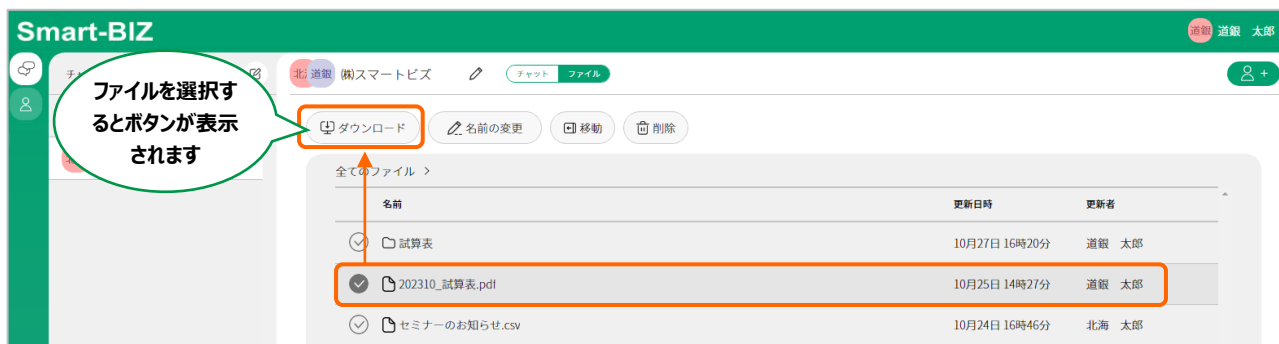 Smart-BIZ
道銀 道銀 太郎
ファイルを選択す
るとボタンが表示
されます
道銀 ㈱スマートビズ チャット ファイル
ダウンロード 名前の変更 移動 削除
全てのファイル >
名前 更新日時 更新者
試算表 10月27日 16時20分 道銀 太郎
202310_試算表.pdf 10月25日 14時27分 道銀 太郎
セミナーのお知らせ.csv 10月24日 16時46分 北海 太郎